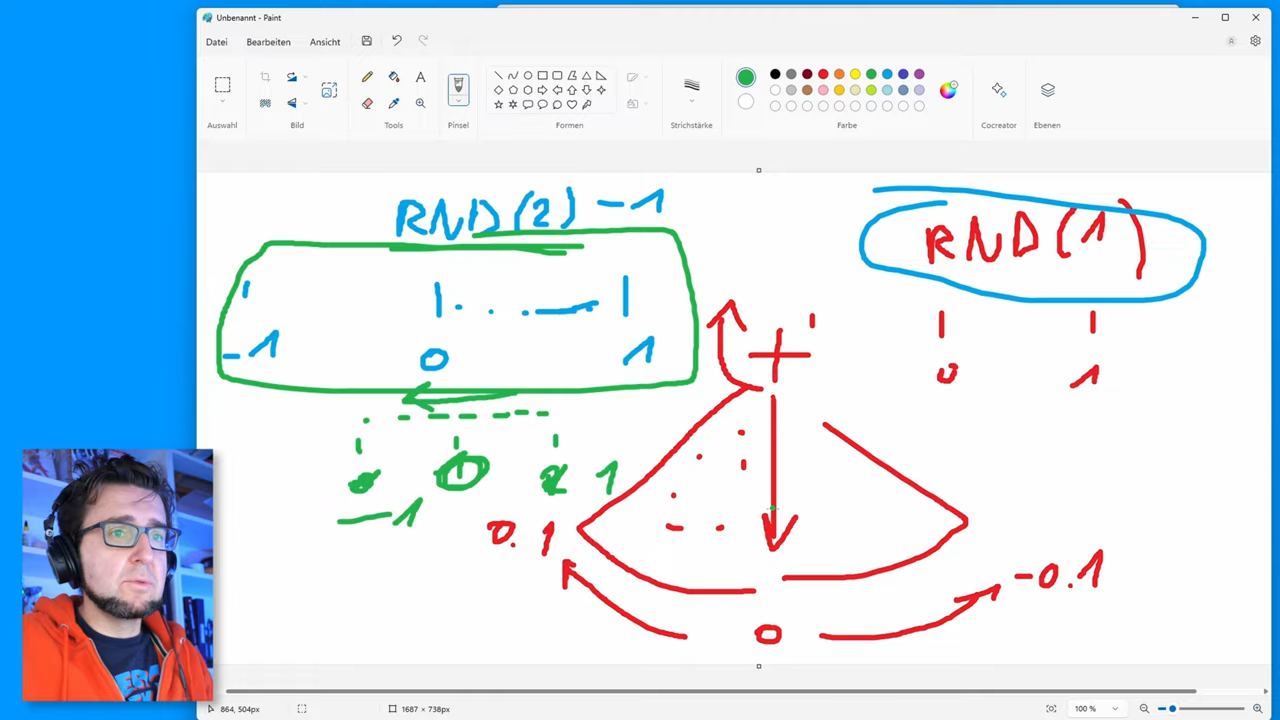 Unbenannt - Paint
Datei Bearbeiten Ansicht
Auswahl Bild Tools Pinsel Formen Strichstärke Farbe Cocreator Ebenen
RND(2) -1
RND(1)
-1 0 1
0 1
0 1 2 1
-1
0.1
-0.1
0
864, 504px 1687 × 738px 100 %